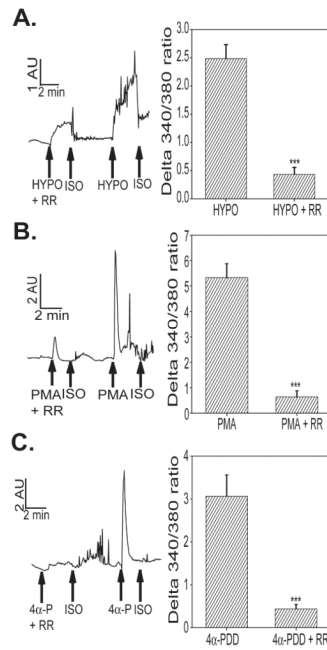 A.
1 AU
2 min
HYPO + RR
ISO
HYPO
ISO
Delta 340/380 ratio
3.0
2.5
2.0
1.5
1.0
0.5
0.0
***
HYPO
HYPO + RR
B.
2 AU
2 min
PMA + RR
ISO
PMA
ISO
Delta 340/380 ratio
7
6
5
4
3
2
1
0
***
PMA
PMA + RR
C.
2 AU
2 min
4α-P + RR
ISO
4α-P
ISO
Delta 340/380 ratio
4
3
2
1
0
***
4α-PDD
4α-PDD + RR